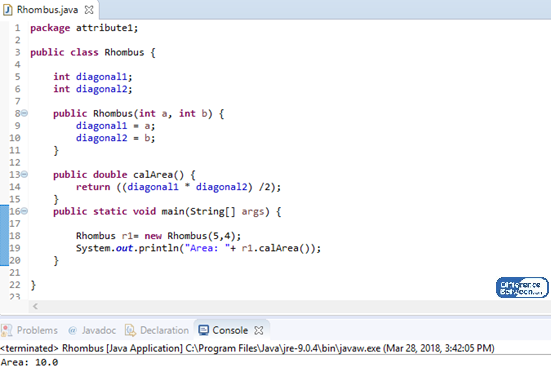 Rhombus.java
1 package attribute1;
2
3 public class Rhombus {
4
5 int diagonal1;
6 int diagonal2;
7
8 public Rhombus(int a, int b) {
9 diagonal1 = a;
10 diagonal2 = b;
11 }
12
13 public double calArea() {
14 return ((diagonal1 * diagonal2) /2);
15 }
16 public static void main(String[] args) {
17
18 Rhombus r1= new Rhombus(5,4);
19 System.out.println("Area: "+ r1.calArea());
20 }
21
22 }
23
Difference
Between.com
Problems @ Javadoc Declaration Console
<terminated> Rhombus [Java Application] C:\Program Files\Java\jre-9.0.4\bin\javaw.exe (Mar 28, 2018, 3:42:05 PM)
Area: 10.0